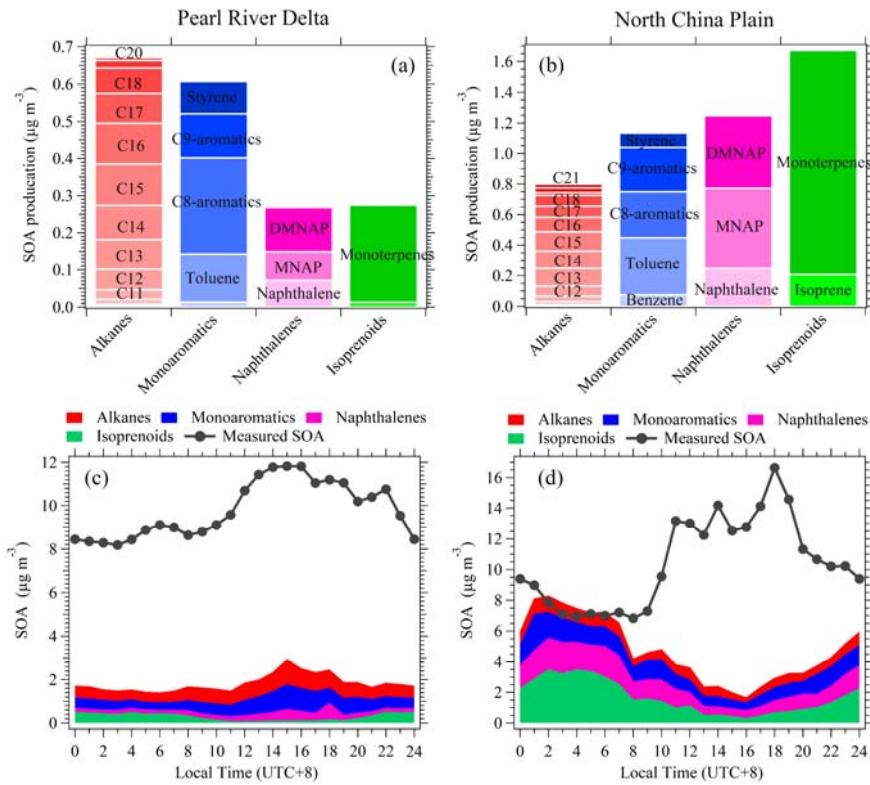 Pearl River Delta
North China Plain
(a)
SOA producation (μg m⁻³)
0.7
0.6
0.5
0.4
0.3
0.2
0.1
0.0
C20
C18
C17
C16
C15
C14
C13
C12
C11
Styrene
C9-aromatics
C8-aromatics
Toluene
DMNAP
MNAP
Naphthalene
Monoterpenes
Alkanes
Monoaromatics
Naphthalenes
Isoprenoids
(b)
SOA producation (μg m⁻³)
1.6
1.4
1.2
1.0
0.8
0.6
0.4
0.2
0.0
C21
C18
C17
C16
C15
C14
C13
C12
Styrene
C9-aromatics
C8-aromatics
Toluene
Benzene
DMNAP
MNAP
Naphthalene
Monoterpenes
Isoprene
Alkanes
Monoaromatics
Naphthalenes
Isoprenoids
Alkanes Monoaromatics Naphthalenes
Isoprenoids Measured SOA
(c)
SOA (μg m⁻³)
12
10
8
6
4
2
0
0 2 4 6 8 10 12 14 16 18 20 22 24
Local Time (UTC+8)
Alkanes Monoaromatics Naphthalenes
Isoprenoids Measured SOA
(d)
SOA (μg m⁻³)
16
14
12
10
8
6
4
2
0
0 2 4 6 8 10 12 14 16 18 20 22 24
Local Time (UTC+8)